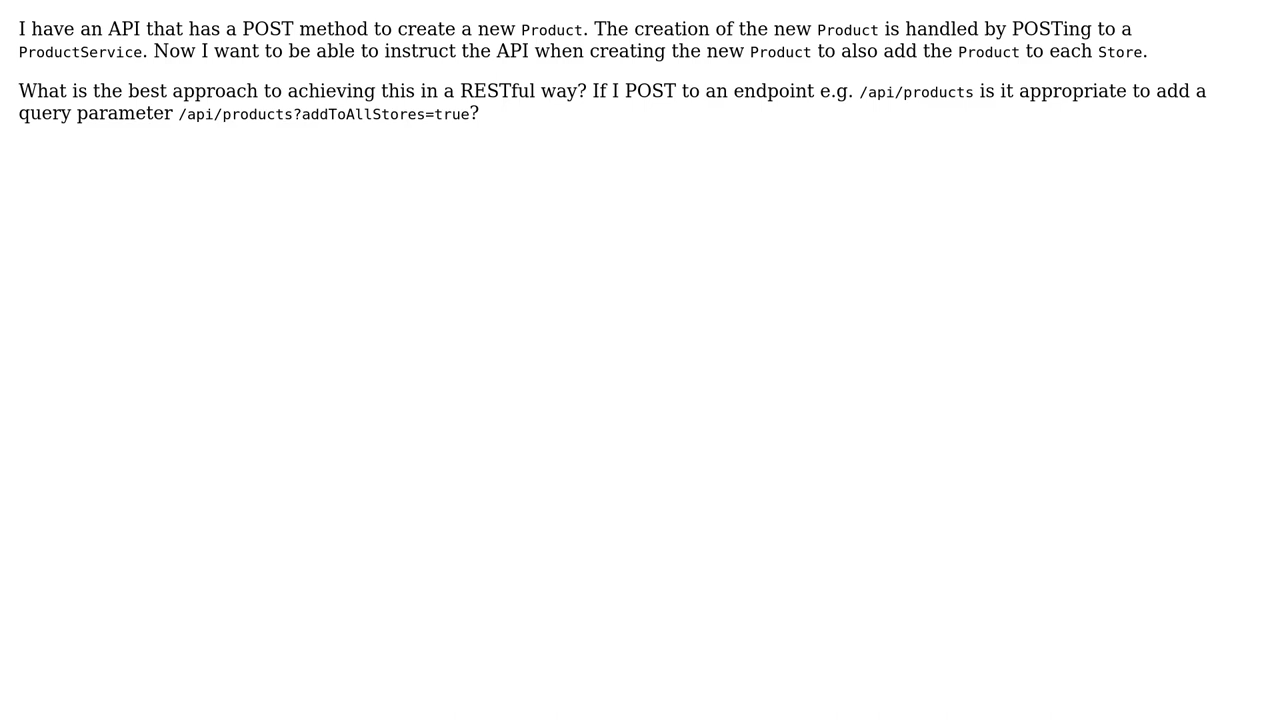 I have an API that has a POST method to create a new Product. The creation of the new Product is handled by POSTing to a
ProductService. Now I want to be able to instruct the API when creating the new Product to also add the Product to each Store.
What is the best approach to achieving this in a RESTful way? If I POST to an endpoint e.g. /api/products is it appropriate to add a
query parameter /api/products?addToAllStores=true?